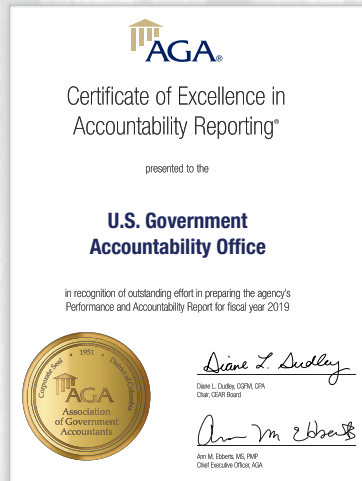 AGA®
Certificate of Excellence in
Accountability Reporting®
presented to the
U.S. Government
Accountability Office
in recognition of outstanding effort in preparing the agency's
Performance and Accountability Report for fiscal year 2019
Corporate Seal • 1951 • District of Columbia
AGA
Association
of Government
Accountants
Diane L. Dudley
Diane L. Dudley, CGFM, CPA
Chair, CEAR Board
Ann M Ebberts
Ann M. Ebberts, MS, PMP
Chief Executive Officer, AGA